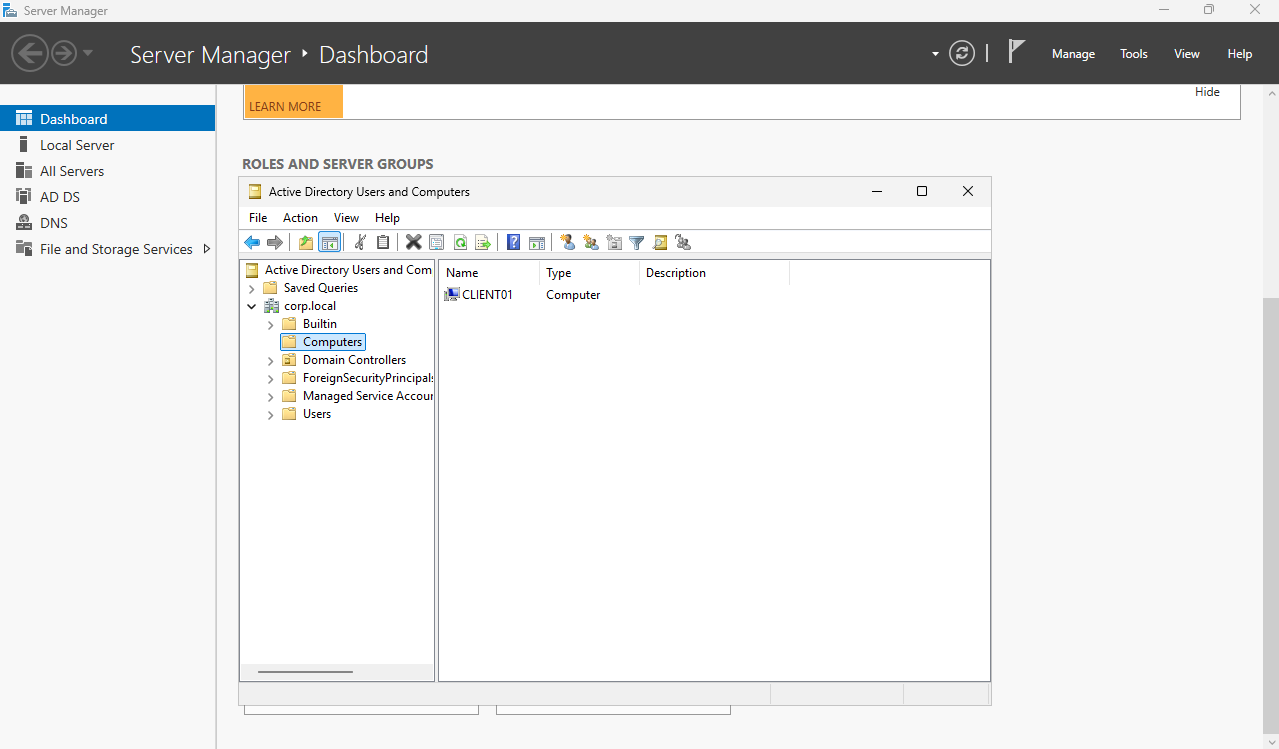 Server Manager
Server Manager ‣ Dashboard
Manage Tools View Help
Dashboard
Local Server
All Servers
AD DS
DNS
File and Storage Services
LEARN MORE
Hide
ROLES AND SERVER GROUPS
Active Directory Users and Computers
File Action View Help
Active Directory Users and Com
Saved Queries
corp.local
Builtin
Computers
Domain Controllers
ForeignSecurityPrincipals
Managed Service Accour
Users
Name Type Description
CLIENT01 Computer